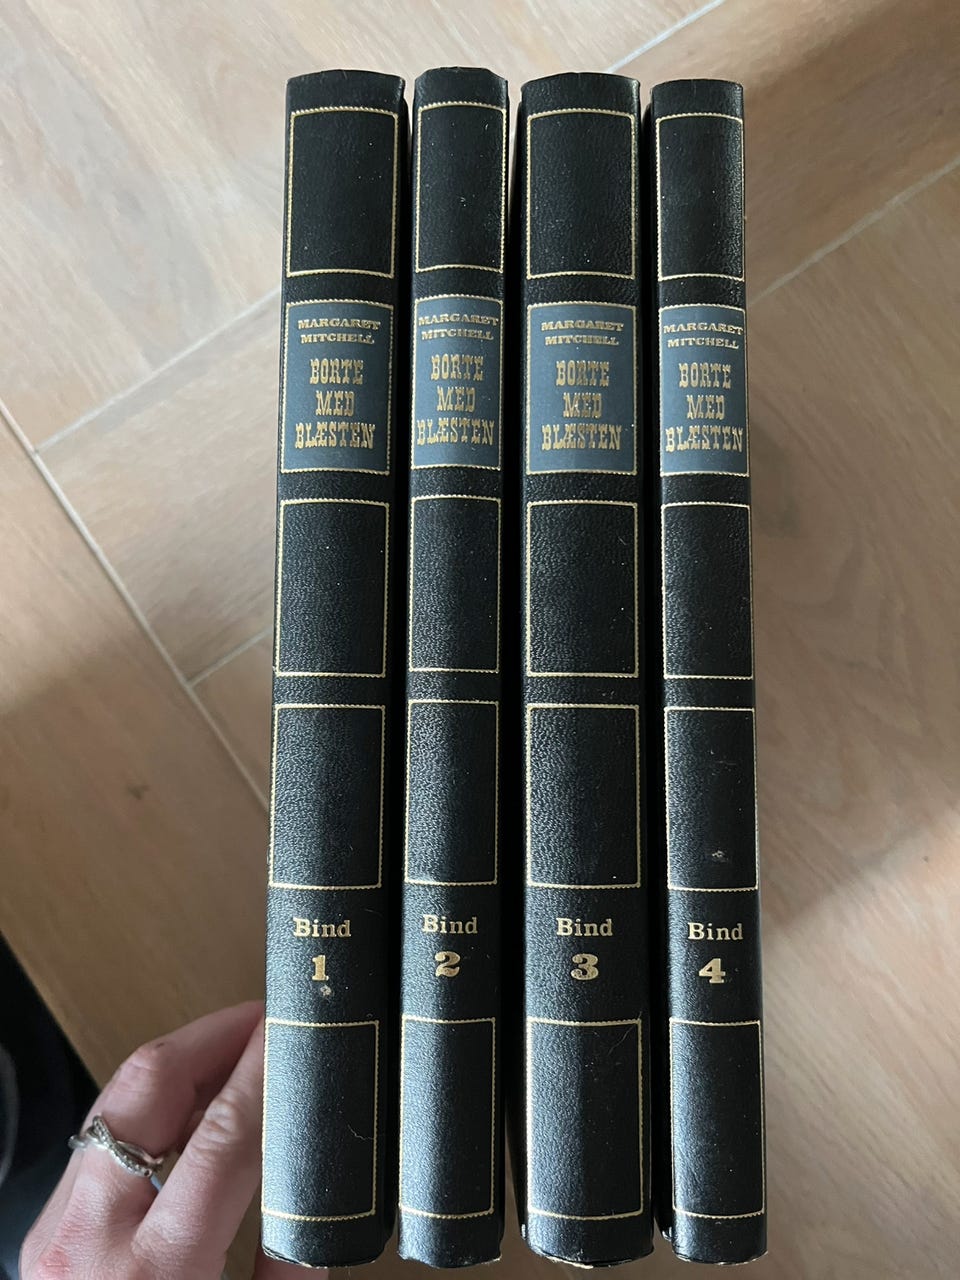 MARGARET
MITCHELL
BORTE
MED
BLÆSTEN
Bind
1
MARGARET
MITCHELL
BORTE
MED
BLÆSTEN
Bind
2
MARGARET
MITCHELL
BORTE
MED
BLÆSTEN
Bind
3
MARGARET
MITCHELL
BORTE
MED
BLÆSTEN
Bind
4